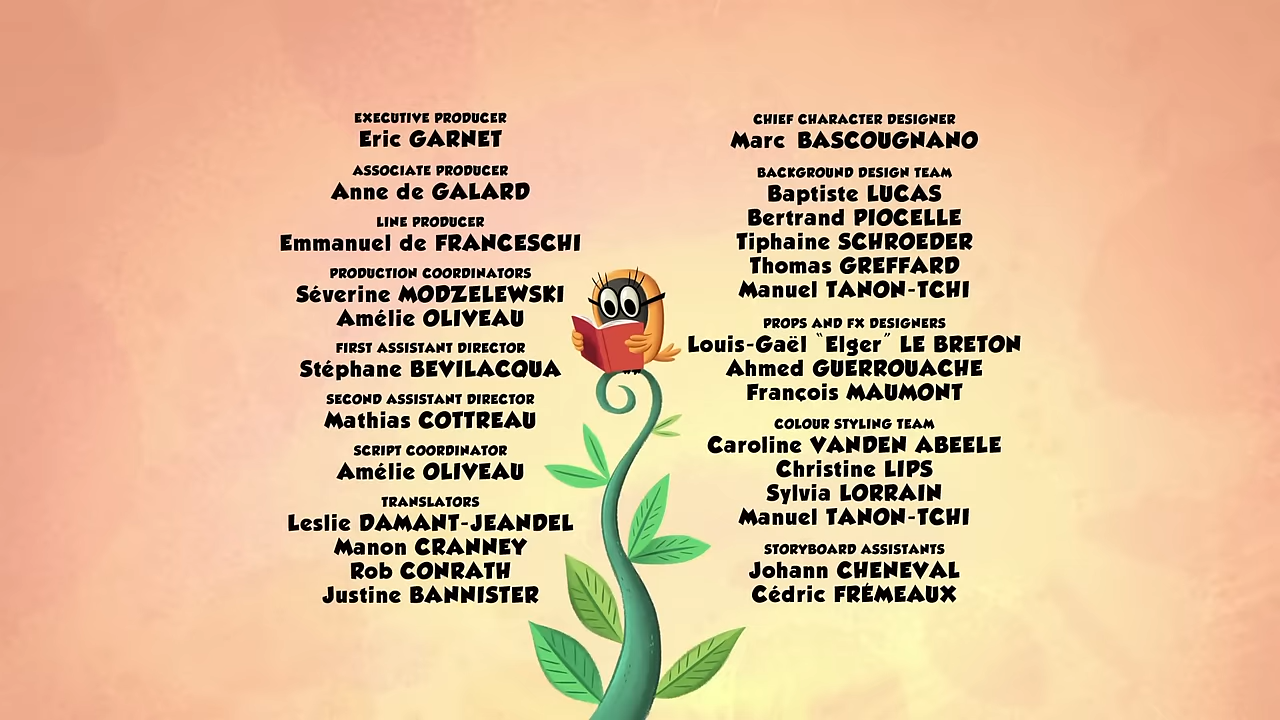 EXECUTIVE PRODUCER
Eric GARNET
ASSOCIATE PRODUCER
Anne de GALARD
LINE PRODUCER
Emmanuel de FRANCESCHI
PRODUCTION COORDINATORS
Séverine MODZELEWSKI
Amélie OLIVEAU
FIRST ASSISTANT DIRECTOR
Stéphane BEVILACQUA
SECOND ASSISTANT DIRECTOR
Mathias COTTREAU
SCRIPT COORDINATOR
Amélie OLIVEAU
TRANSLATORS
Leslie DAMANT-JEANDEL
Manon CRANNEY
Rob CONRATH
Justine BANNISTER
CHIEF CHARACTER DESIGNER
Marc BASCOUGNANO
BACKGROUND DESIGN TEAM
Baptiste LUCAS
Bertrand PIOCELLE
Tiphaine SCHROEDER
Thomas GREFFARD
Manuel TANON-TCHI
PROPS AND FX DESIGNERS
Louis-Gaël "Elger" LE BRETON
Ahmed GUERROUACHE
François MAUMONT
COLOUR STYLING TEAM
Caroline VANDEN ABEELE
Christine LIPS
Sylvia LORRAIN
Manuel TANON-TCHI
STORYBOARD ASSISTANTS
Johann CHENEVAL
Cédric FRÉMEAUX